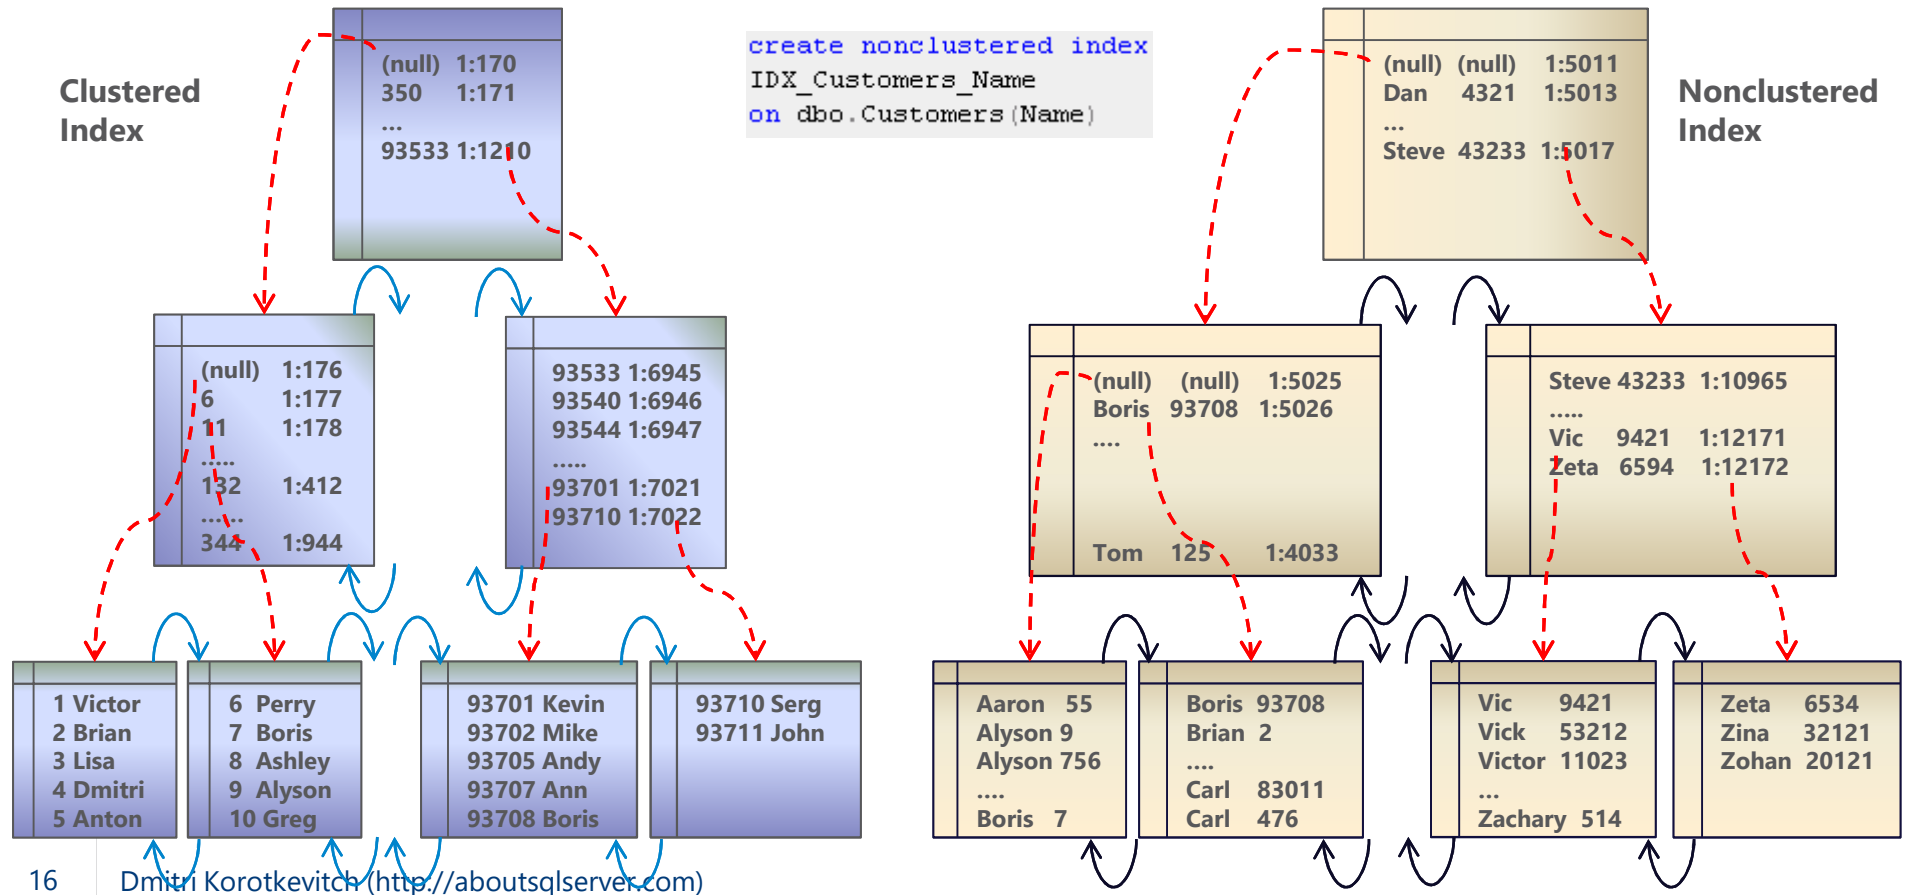 Clustered
Index
(null) 1:170
350 1:171
...
93533 1:1210
create nonclustered index
IDX_Customers_Name
on dbo.Customers(Name)
(null) (null) 1:5011
Dan 4321 1:5013
...
Steve 43233 1:5017
Nonclustered
Index
(null) 1:176
6 1:177
11 1:178
.....
132 1:412
......
344 1:944
93533 1:6945
93540 1:6946
93544 1:6947
.....
93701 1:7021
93710 1:7022
(null) (null) 1:5025
Boris 93708 1:5026
....
Tom 125 1:4033
Steve 43233 1:10965
.....
Vic 9421 1:12171
Zeta 6594 1:12172
1 Victor
2 Brian
3 Lisa
4 Dmitri
5 Anton
6 Perry
7 Boris
8 Ashley
9 Alyson
10 Greg
93701 Kevin
93702 Mike
93705 Andy
93707 Ann
93708 Boris
93710 Serg
93711 John
Aaron 55
Alyson 9
Alyson 756
....
Boris 7
Boris 93708
Brian 2
....
Carl 83011
Carl 476
Vic 9421
Vick 53212
Victor 11023
...
Zachary 514
Zeta 6534
Zina 32121
Zohan 20121
16 Dmitri Korotkevitch (http://aboutsqlserver.com)